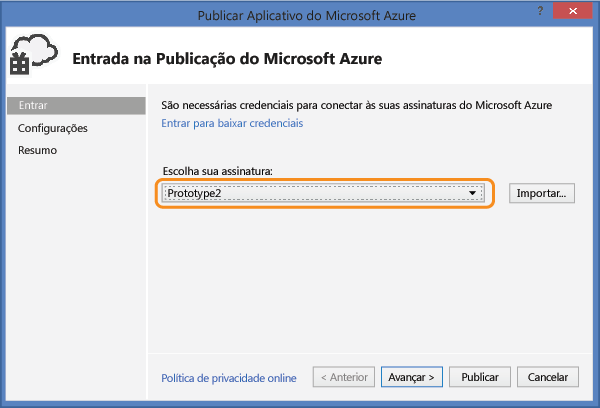 Publicar Aplicativo do Microsoft Azure
?
Entrada na Publicação do Microsoft Azure
Entrar
Configurações
Resumo
São necessárias credenciais para conectar às suas assinaturas do Microsoft Azure
Entrar para baixar credenciais
Escolha sua assinatura:
Prototype2
Importar...
Política de privacidade online
< Anterior
Avançar >
Publicar
Cancelar